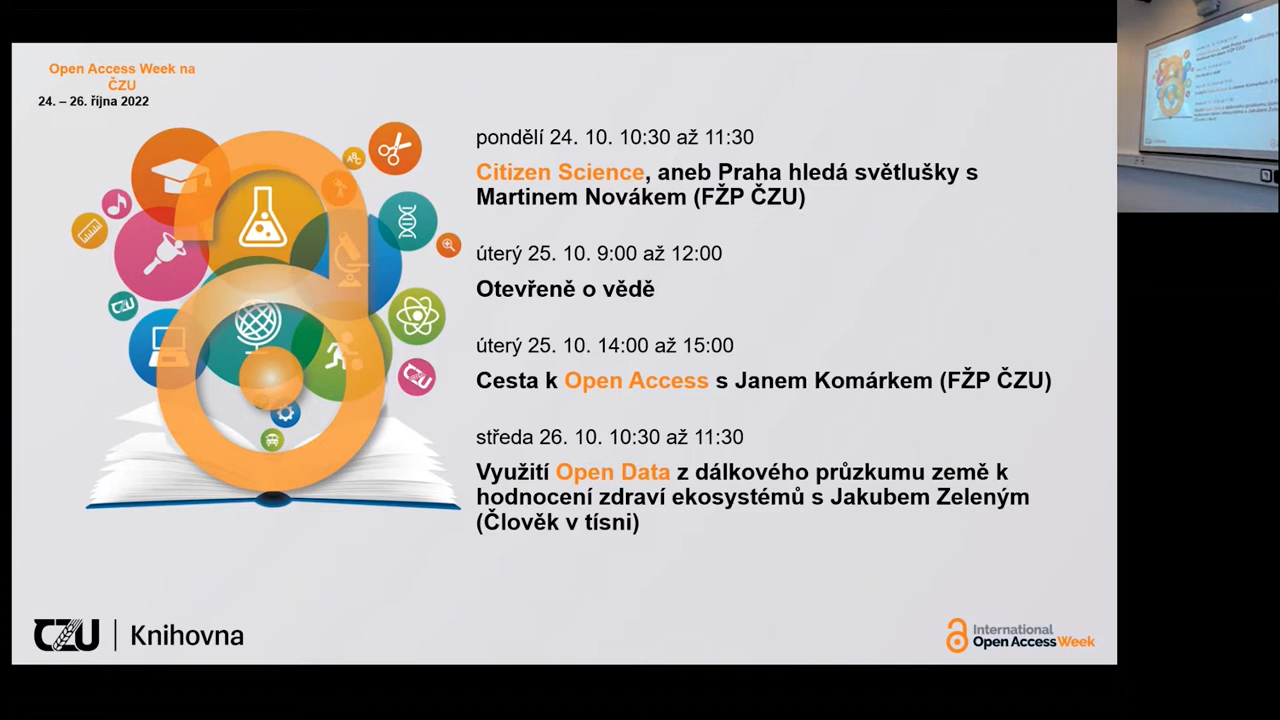 Open Access Week na
ČZU
24. – 26. října 2022
pondělí 24. 10. 10:30 až 11:30
Citizen Science, aneb Praha hledá světlušky s
Martinem Novákem (FŽP ČZU)
úterý 25. 10. 9:00 až 12:00
Otevřeně o vědě
úterý 25. 10. 14:00 až 15:00
Cesta k Open Access s Janem Komárkem (FŽP ČZU)
středa 26. 10. 10:30 až 11:30
Využití Open Data z dálkového průzkumu země k
hodnocení zdraví ekosystémů s Jakubem Zeleným
(Člověk v tísni)
CZU | Knihovna
International
Open Access Week